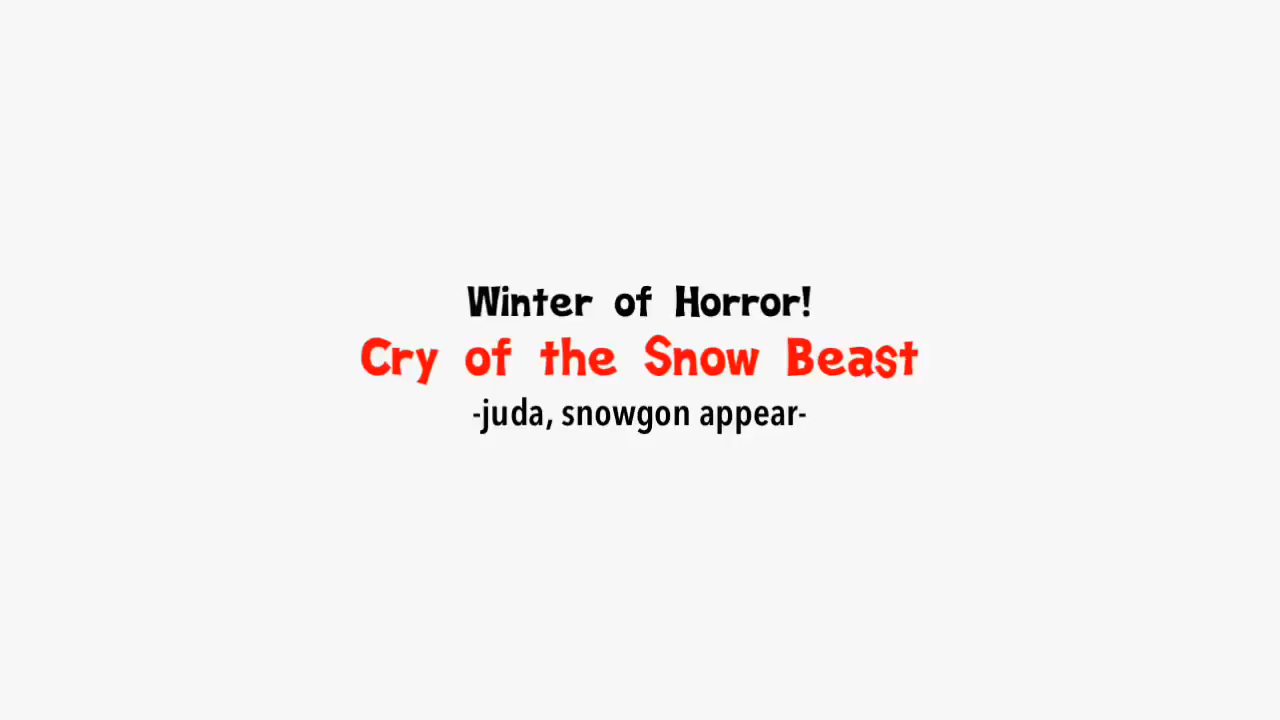 Winter of Horror!
Cry of the Snow Beast
-juda, snowgon appear-